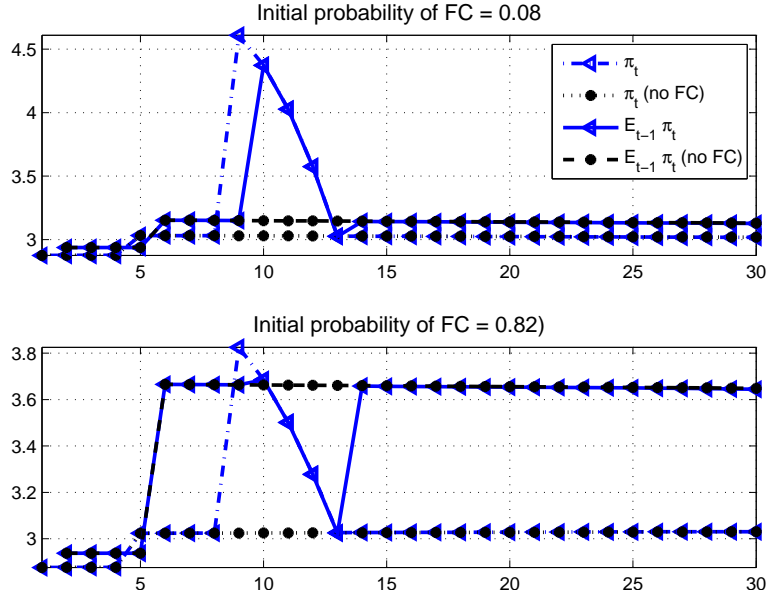 Initial probability of FC = 0.08
4.5
4
3.5
3
π_t
π_t (no FC)
E_{t−1} π_t
E_{t−1} π_t (no FC)
5 10 15 20 25 30
Initial probability of FC = 0.82)
3.8
3.6
3.4
3.2
3
5 10 15 20 25 30